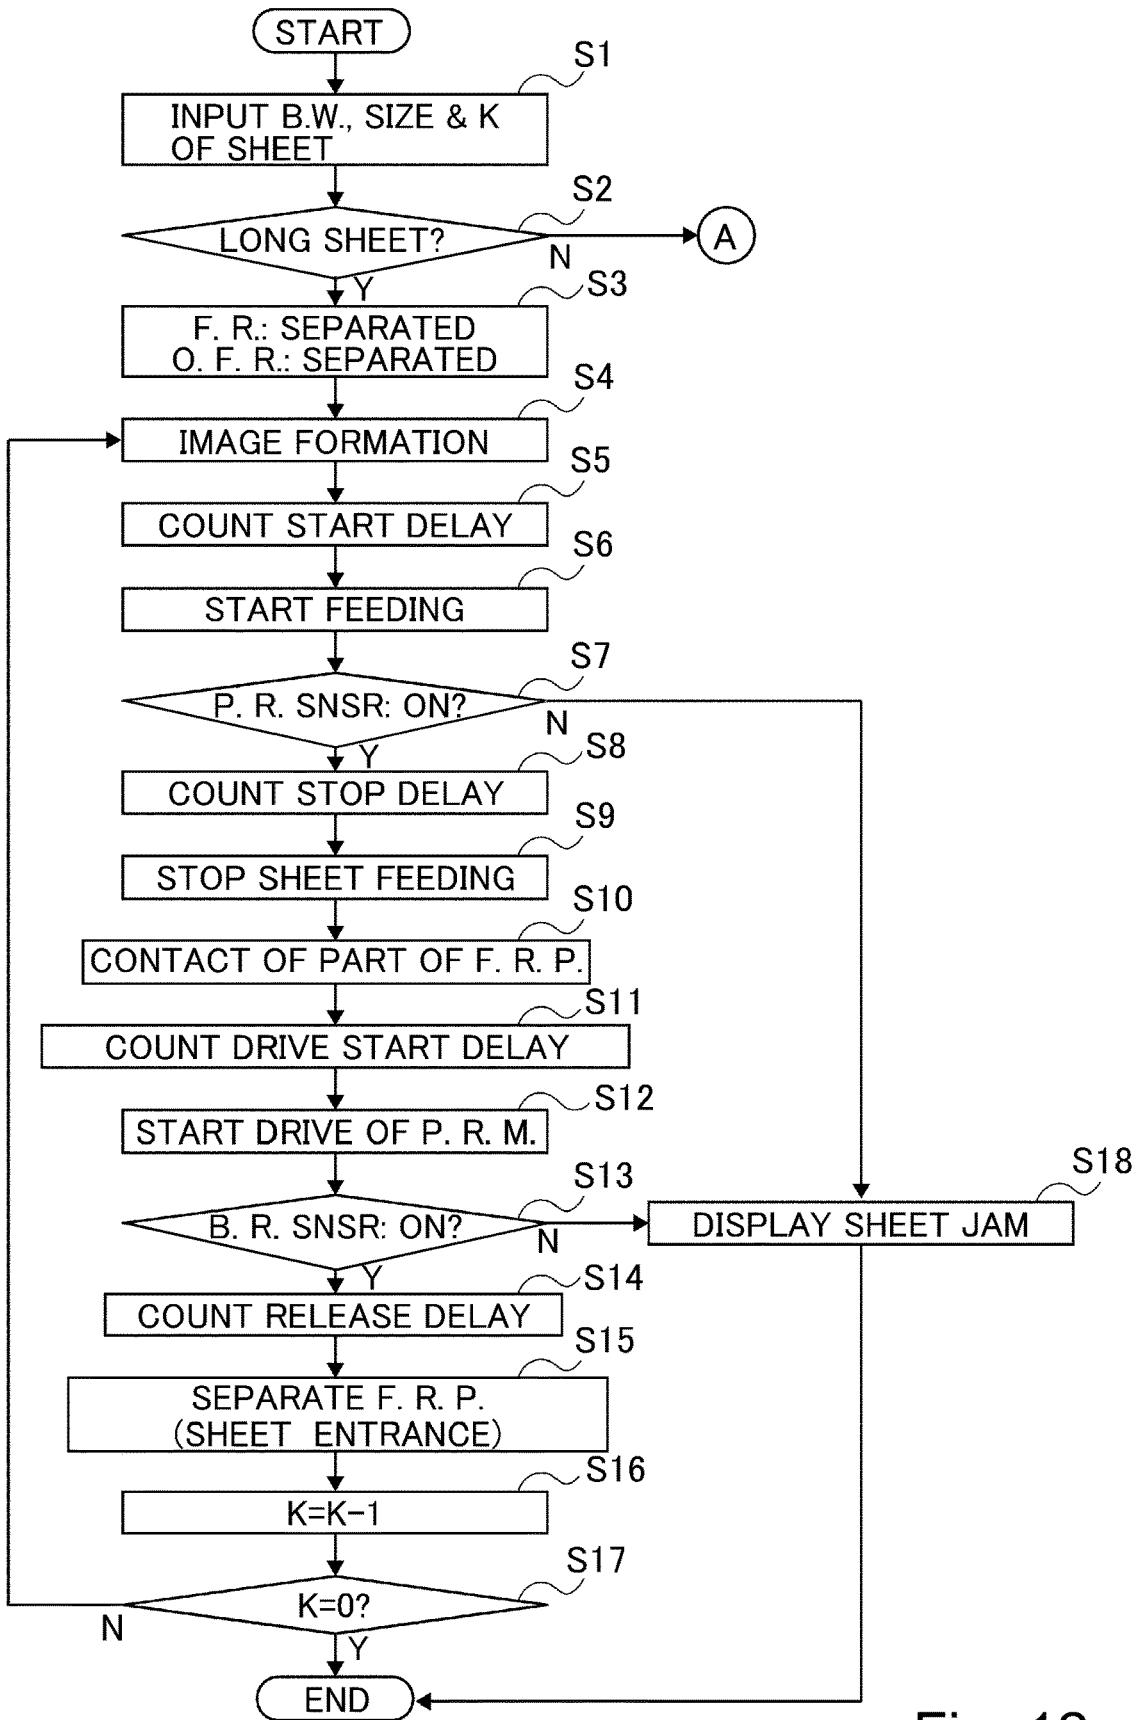 START
S1
INPUT B.W., SIZE & K
OF SHEET
S2
LONG SHEET?
N
A
Y
S3
F. R.: SEPARATED
O. F. R.: SEPARATED
S4
IMAGE FORMATION
S5
COUNT START DELAY
S6
START FEEDING
S7
P. R. SNSR: ON?
N
Y
S8
COUNT STOP DELAY
S9
STOP SHEET FEEDING
S10
CONTACT OF PART OF F. R. P.
S11
COUNT DRIVE START DELAY
S12
START DRIVE OF P. R. M.
S13
B. R. SNSR: ON?
N
S18
DISPLAY SHEET JAM
Y
S14
COUNT RELEASE DELAY
S15
SEPARATE F. R. P.
(SHEET ENTRANCE)
S16
K=K-1
S17
K=0?
N
Y
END